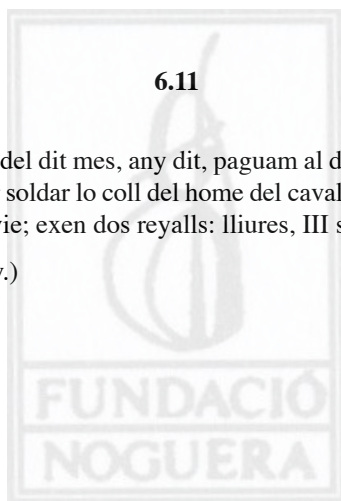 6.11
del dit mes, any dit, paguam al d
soldar lo coll del home del caval
vie; exen dos reyalls: lliures, III s
.)
FUNDACIÓ
NOGUERA